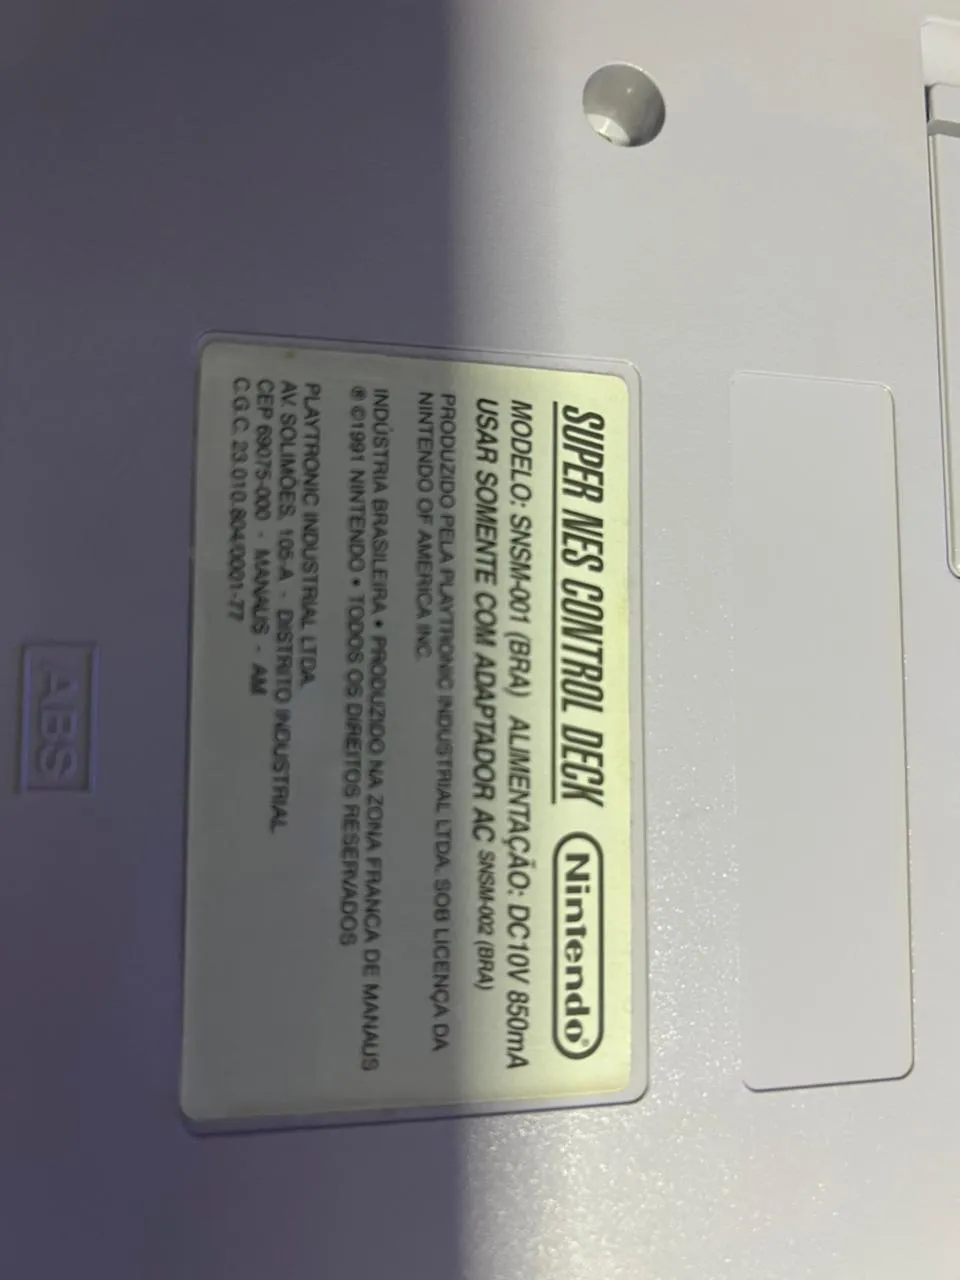 SUPER NES CONTROL DECK Nintendo®
MODELO: SNSM-001 (BRA) ALIMENTAÇÃO: DC10V 850mA
USAR SOMENTE COM ADAPTADOR AC SNSM-002 (BRA)
PRODUZIDO PELA PLAYTRONIC INDUSTRIAL LTDA. SOB LICENÇA DA
NINTENDO OF AMERICA INC.
INDÚSTRIA BRASILEIRA • PRODUZIDO NA ZONA FRANCA DE MANAUS
® ©1991 NINTENDO • TODOS OS DIREITOS RESERVADOS
PLAYTRONIC INDUSTRIAL LTDA.
AV. SOLIMÕES, 105-A - DISTRITO INDUSTRIAL
CEP 69075-000 - MANAUS - AM
C.G.C. 23.010.804/0001-77
ABS